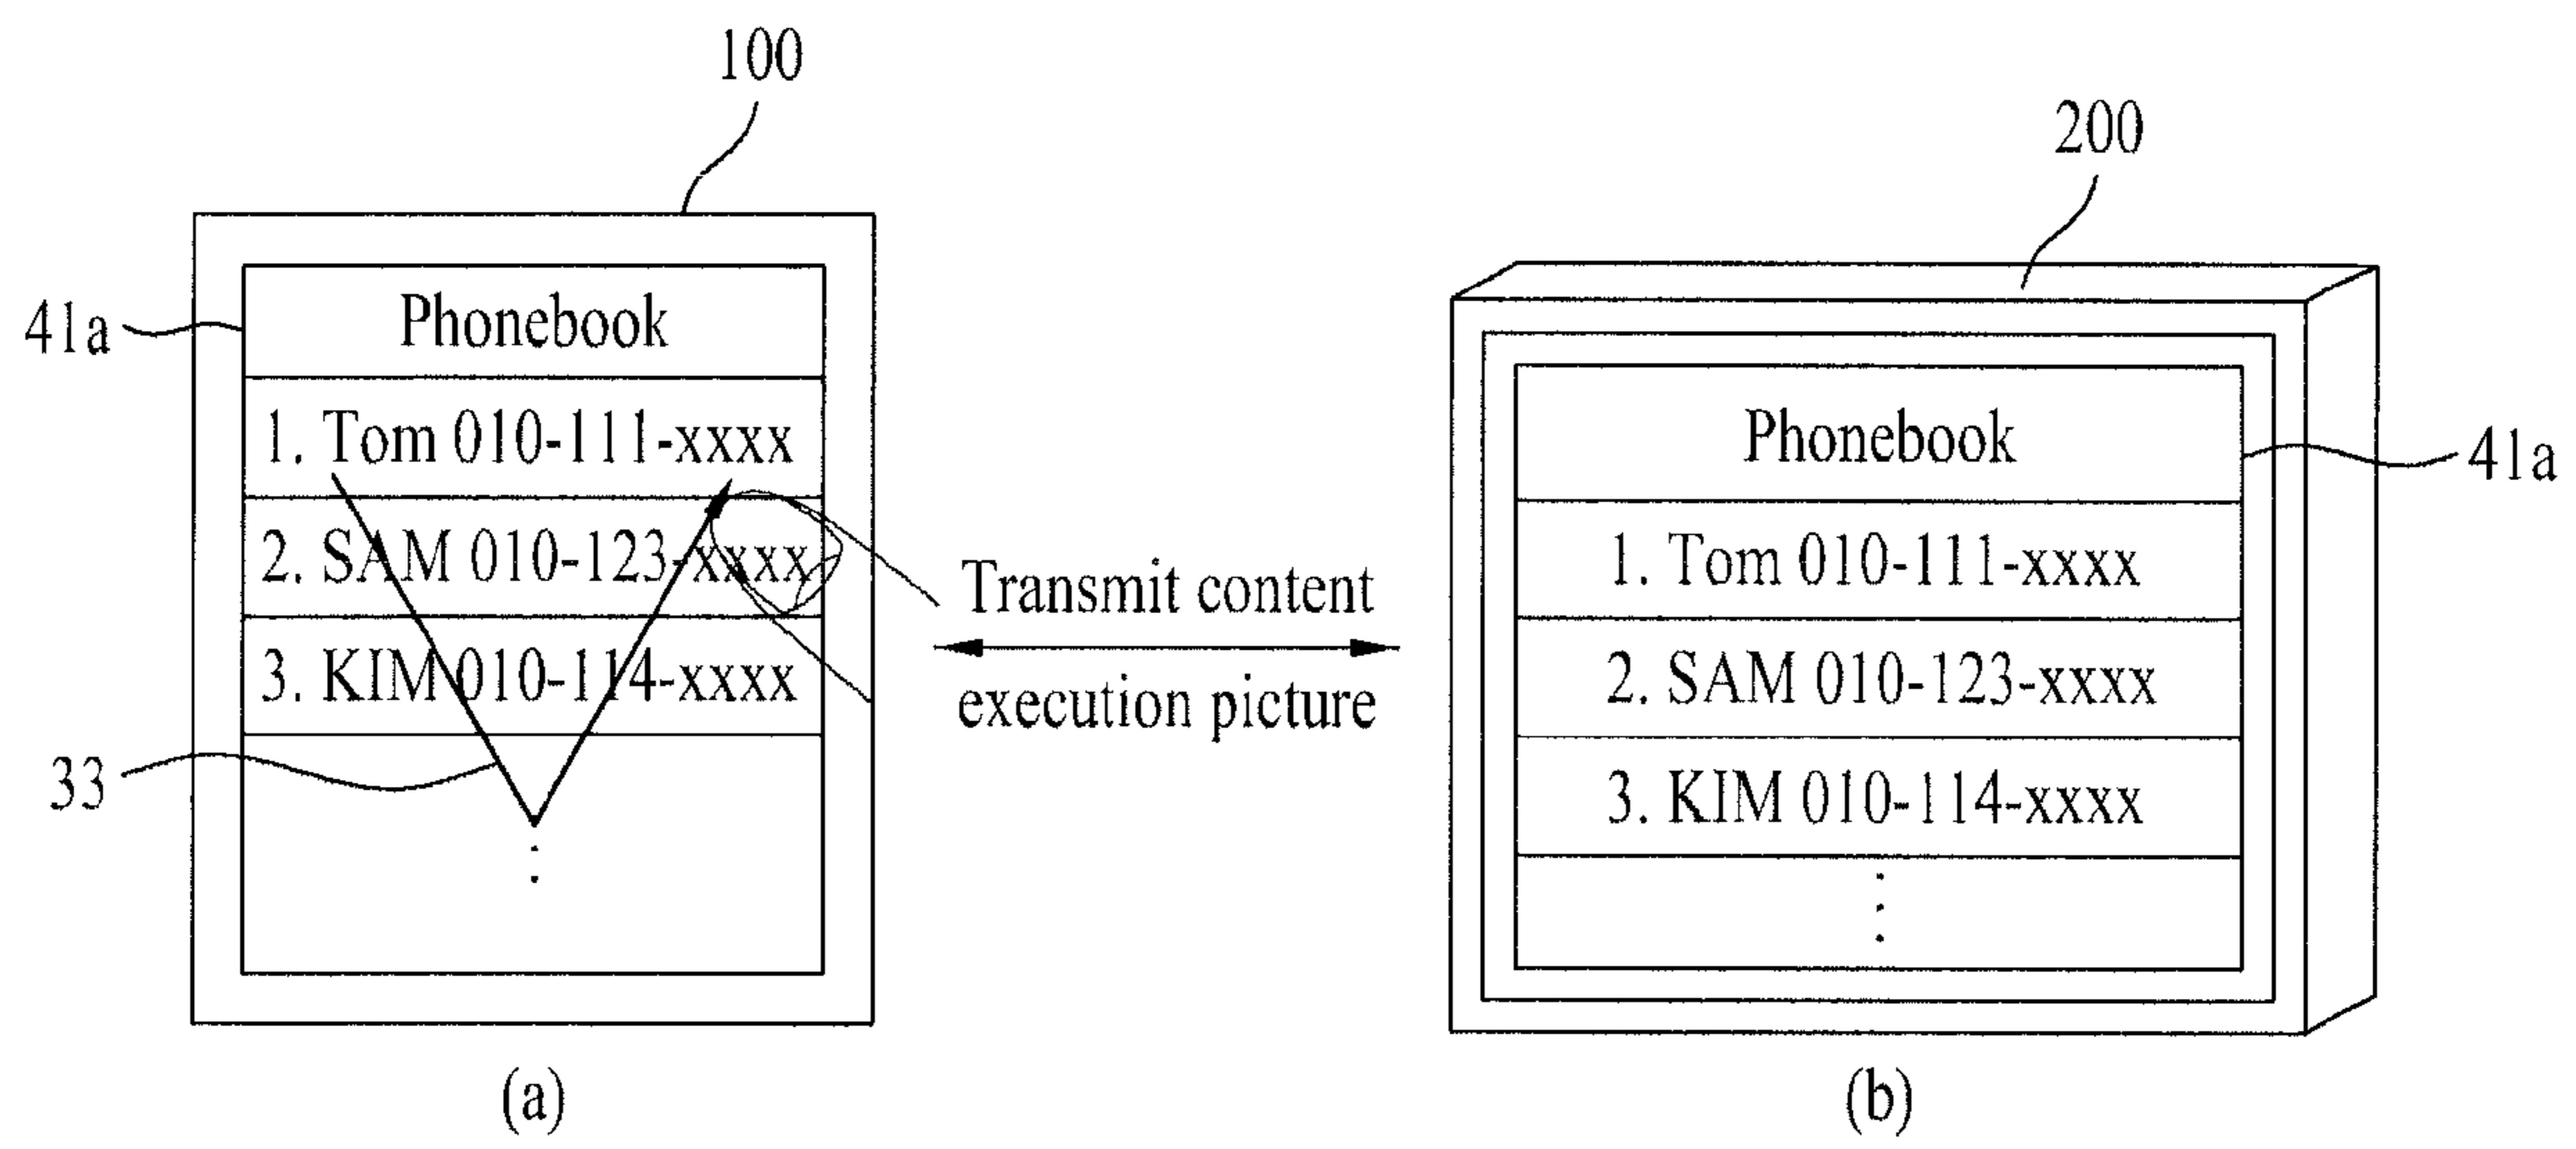 100
200
41a
Phonebook
1. Tom 010-111-xxxx
2. SAM 010-123-xxxx
3. KIM 010-114-xxxx
33
Transmit content
execution picture
Phonebook
41a
1. Tom 010-111-xxxx
2. SAM 010-123-xxxx
3. KIM 010-114-xxxx
(a)
(b)